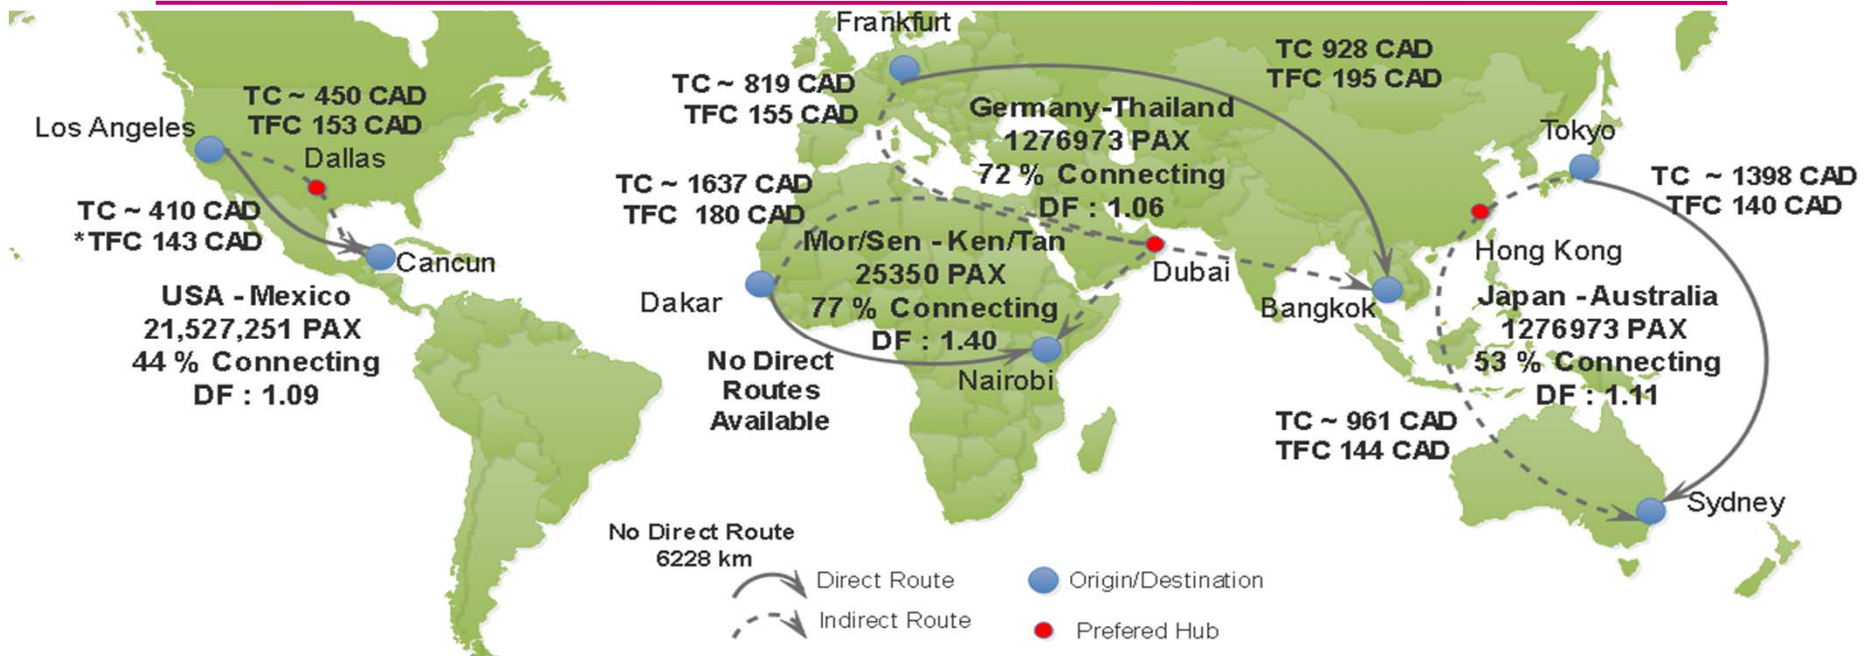 Frankfurt
TC 928 CAD
TFC 195 CAD
TC ~ 819 CAD
TFC 155 CAD
TC ~ 450 CAD
TFC 153 CAD
Los Angeles
Dallas
Germany-Thailand
1276973 PAX
72 % Connecting
DF : 1.06
Tokyo
TC ~ 1398 CAD
TFC 140 CAD
TC ~ 1637 CAD
TFC 180 CAD
TC ~ 410 CAD
*TFC 143 CAD
Cancun
USA - Mexico
21,527,251 PAX
44 % Connecting
DF : 1.09
Mor/Sen - Ken/Tan
25350 PAX
77 % Connecting
DF : 1.40
Dakar
Dubai
Bangkok
Hong Kong
Japan - Australia
1276973 PAX
53 % Connecting
DF : 1.11
No Direct
Routes
Available
Nairobi
TC ~ 961 CAD
TFC 144 CAD
Sydney
No Direct Route
6228 km
Direct Route
Origin/Destination
Indirect Route
Prefered Hub